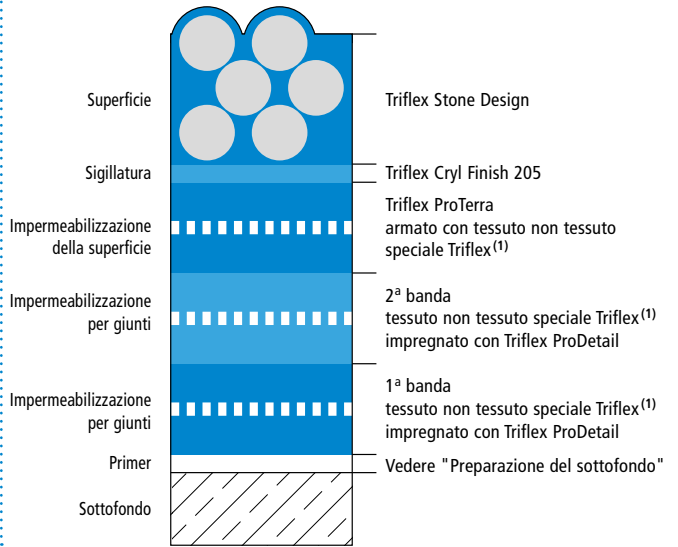 Superficie
Triflex Stone Design
Sigillatura
Triflex Cryl Finish 205
Impermeabilizzazione
della superficie
Triflex ProTerra
armato con tessuto non tessuto
speciale Triflex(1)
Impermeabilizzazione
per giunti
2ª banda
tessuto non tessuto speciale Triflex(1)
impregnato con Triflex ProDetail
Impermeabilizzazione
per giunti
1ª banda
tessuto non tessuto speciale Triflex(1)
impregnato con Triflex ProDetail
Primer
Vedere "Preparazione del sottofondo"
Sottofondo